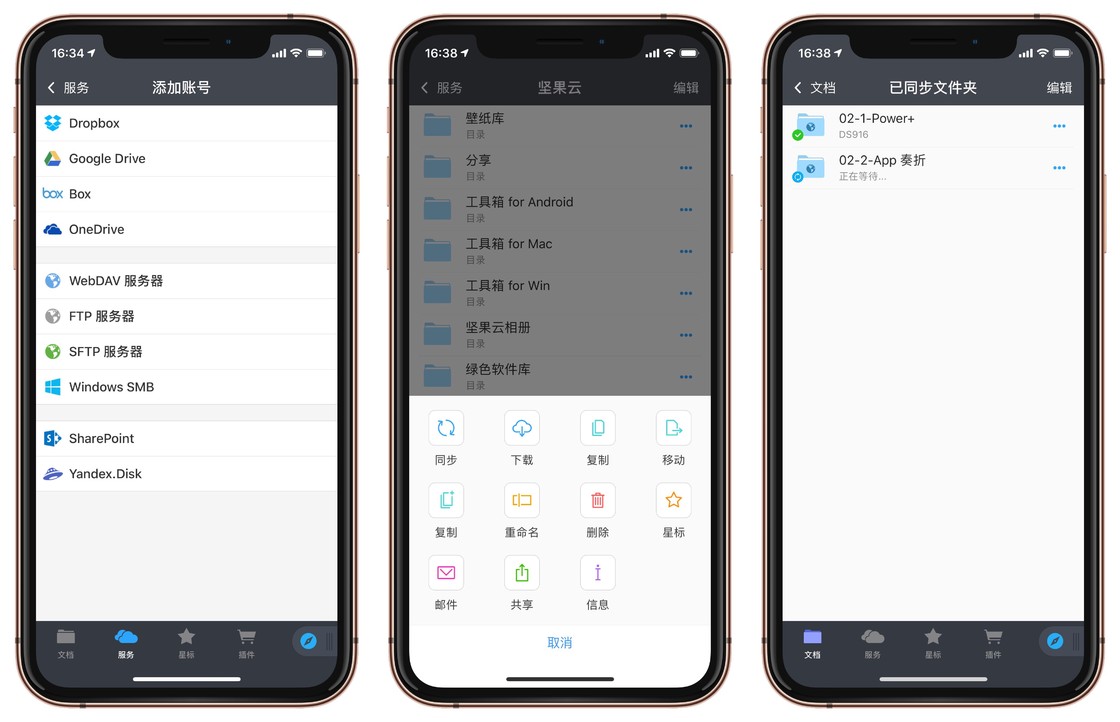 16:34
服务
添加账号
Dropbox
Google Drive
box
Box
OneDrive
WebDAV 服务器
FTP 服务器
SFTP 服务器
Windows SMB
S
SharePoint
Yandex.Disk
文档
服务
星标
插件
16:38
服务
坚果云
编辑
壁纸库
目录
分享
目录
工具箱 for Android
目录
工具箱 for Mac
目录
工具箱 for Win
目录
坚果云相册
目录
绿色软件库
目录
同步
下载
复制
移动
复制
重命名
删除
星标
邮件
共享
信息
取消
16:38
文档
已同步文件夹
编辑
02-1-Power+
DS916
02-2-App 奏折
正在等待...
文档
服务
星标
插件